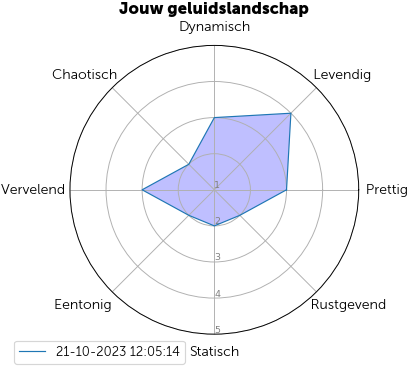 Jouw geluidslandschap
Dynamisch
Chaotisch
Levendig
Vervelend
1
Prettig
2
3
Eentonig
4
Rustgevend
5
21-10-2023 12:05:14
Statisch